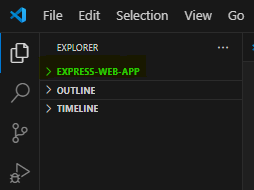 File Edit Selection View Go
EXPLORER
EXPRESS-WEB-APP
OUTLINE
TIMELINE